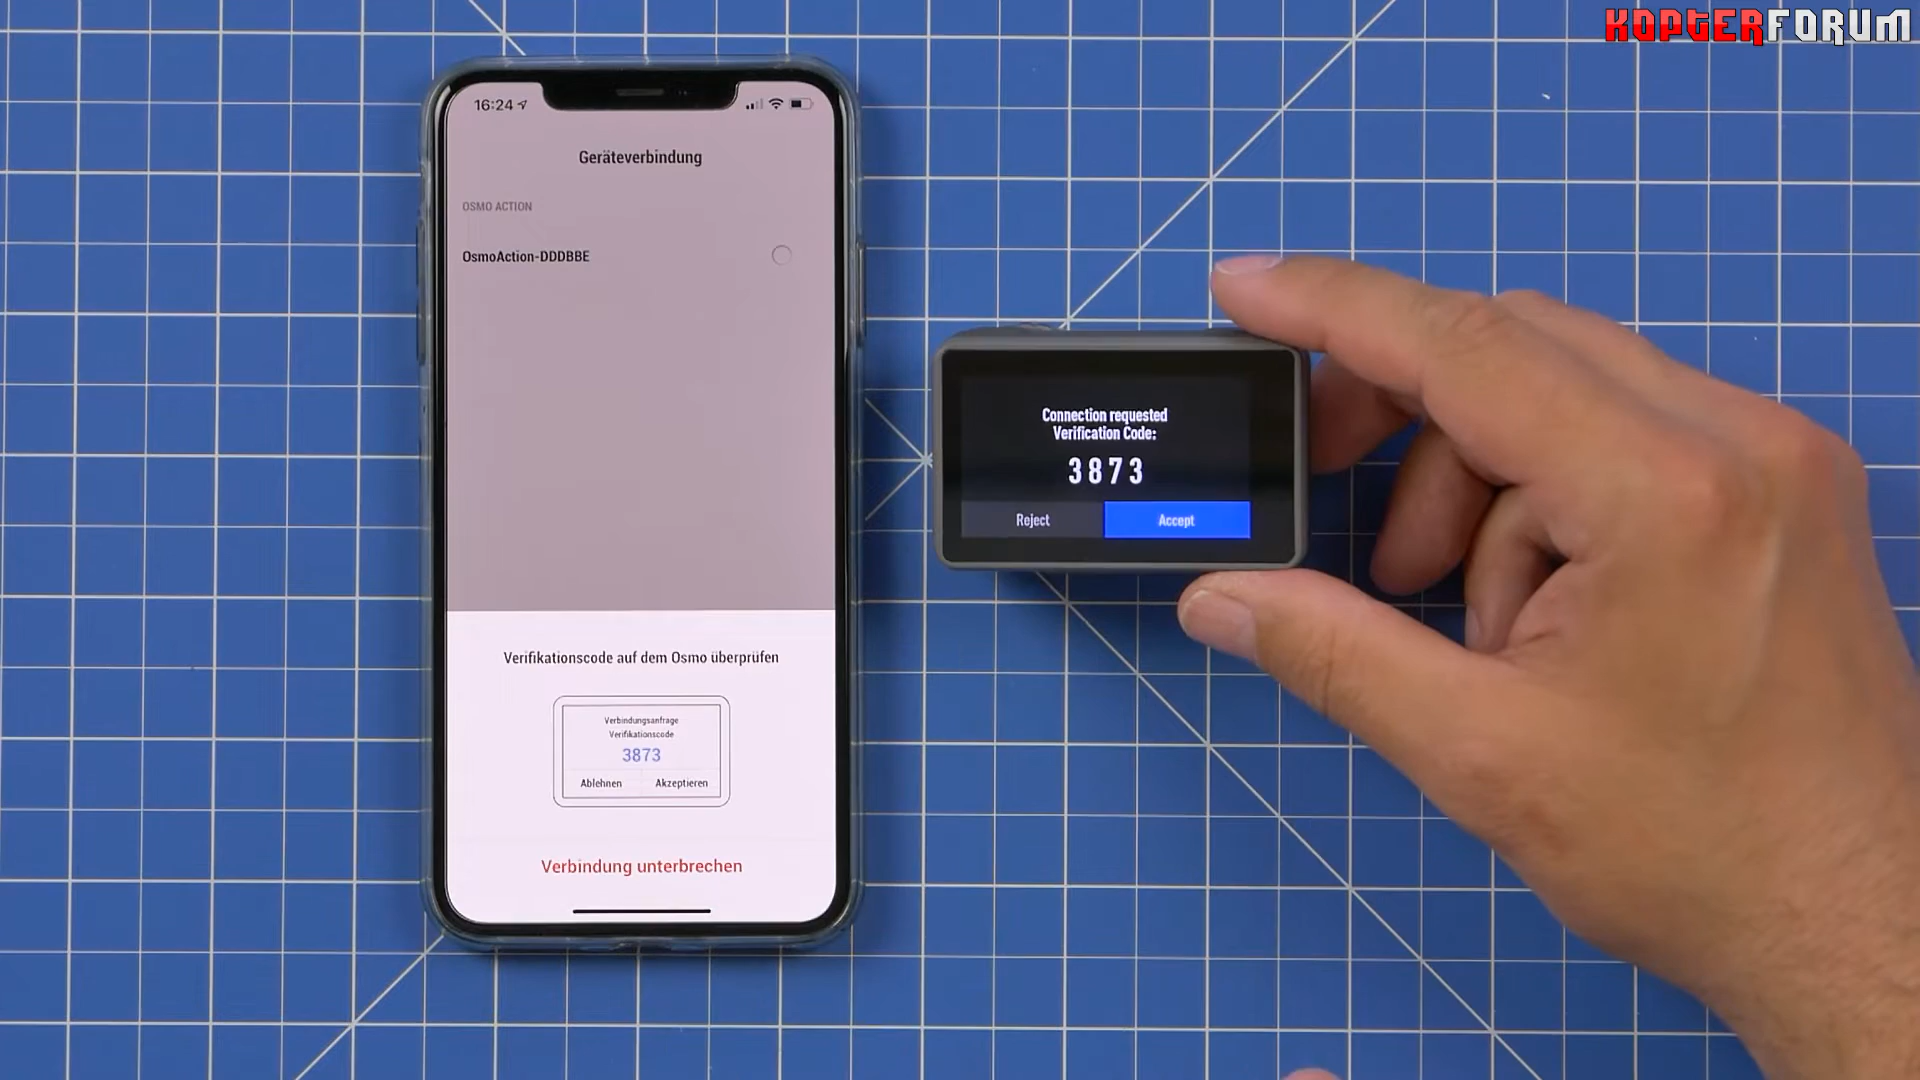 KOPTERFORUM
16:24
Geräteverbindung
OSMO ACTION
OsmoAction-DDDBBE
Connection requested
Verification Code:
3873
Reject
Accept
Verifikationscode auf dem Osmo überprüfen
Verbindungsanfrage
Verifikationscode
3873
Ablehnen
Akzeptieren
Verbindung unterbrechen